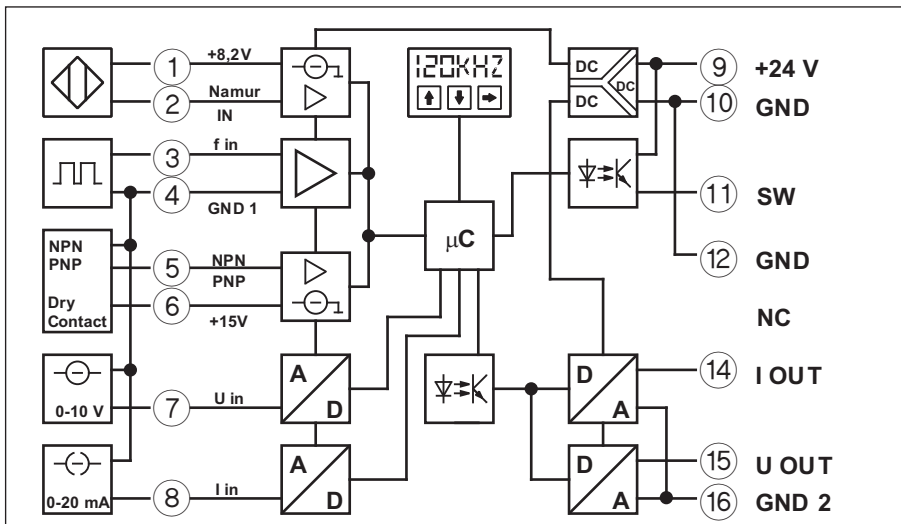 1 +8,2V
2 Namur
IN
3 f in
4
GND 1
NPN
PNP
Dry
Contact
5 NPN
PNP
6
+15V
0-10 V
7 U in
0-20 mA
8 I in
A
D
A
D
120KHZ
µC
DC
DC
DC
D
A
D
A
9 +24 V
10 GND
11 SW
12 GND
NC
14 I OUT
15 U OUT
16 GND 2